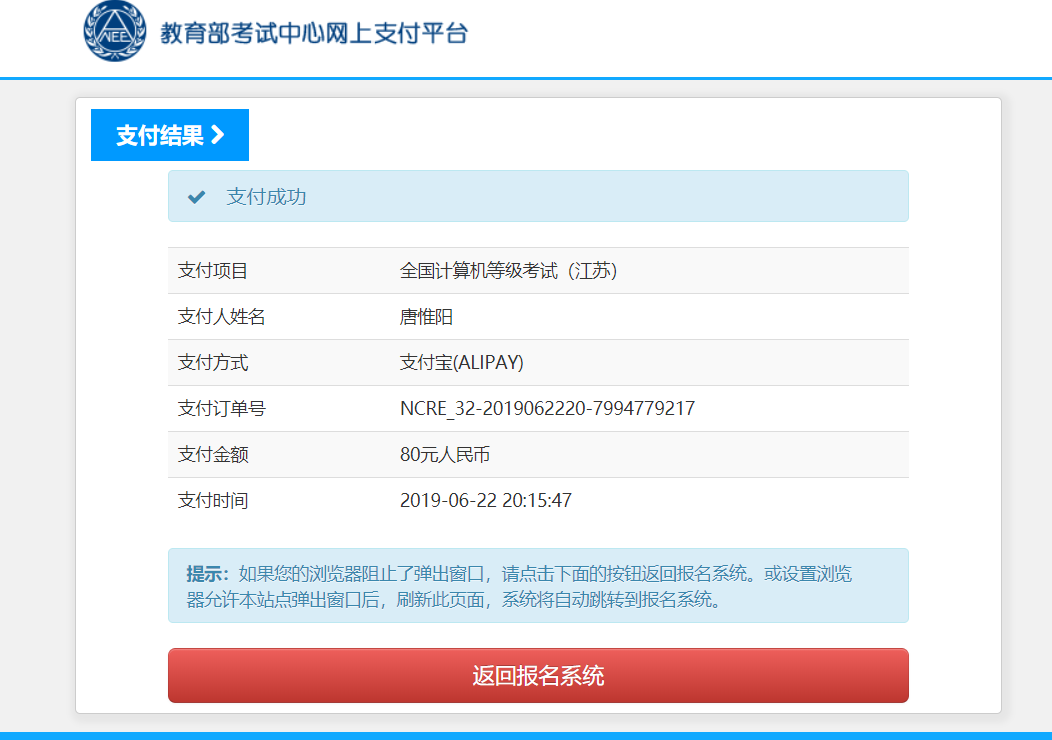 NEEA
教育部考试中心网上支付平台
支付结果
支付成功
支付项目 全国计算机等级考试（江苏）
支付人姓名 唐惟阳
支付方式 支付宝(ALIPAY)
支付订单号 NCRE_32-2019062220-7994779217
支付金额 80元人民币
支付时间 2019-06-22 20:15:47
提示：如果您的浏览器阻止了弹出窗口，请点击下面的按钮返回报名系统。或设置浏览
器允许本站点弹出窗口后，刷新此页面，系统将自动跳转到报名系统。
返回报名系统